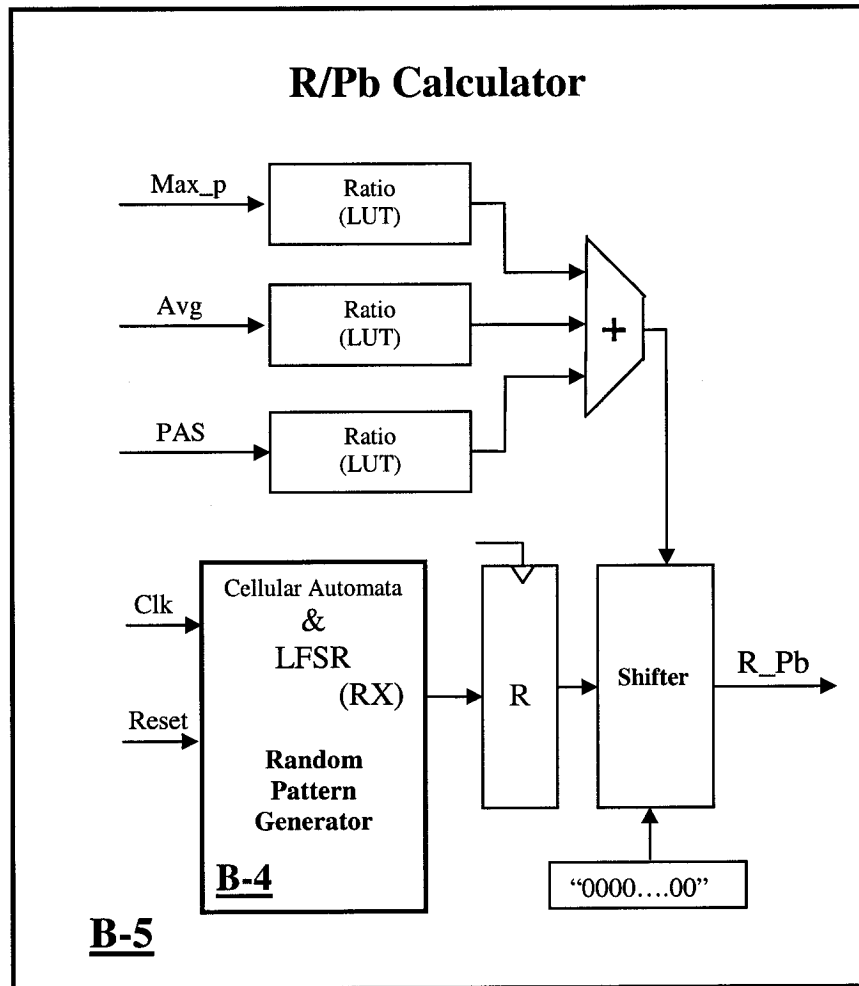 R/Pb Calculator
Max_p
Ratio
(LUT)
Avg
Ratio
(LUT)
+
PAS
Ratio
(LUT)
Clk
Reset
Cellular Automata
&
LFSR
(RX)
Random
Pattern
Generator
B-4
R
Shifter
R_Pb
“0000....00”
B-5